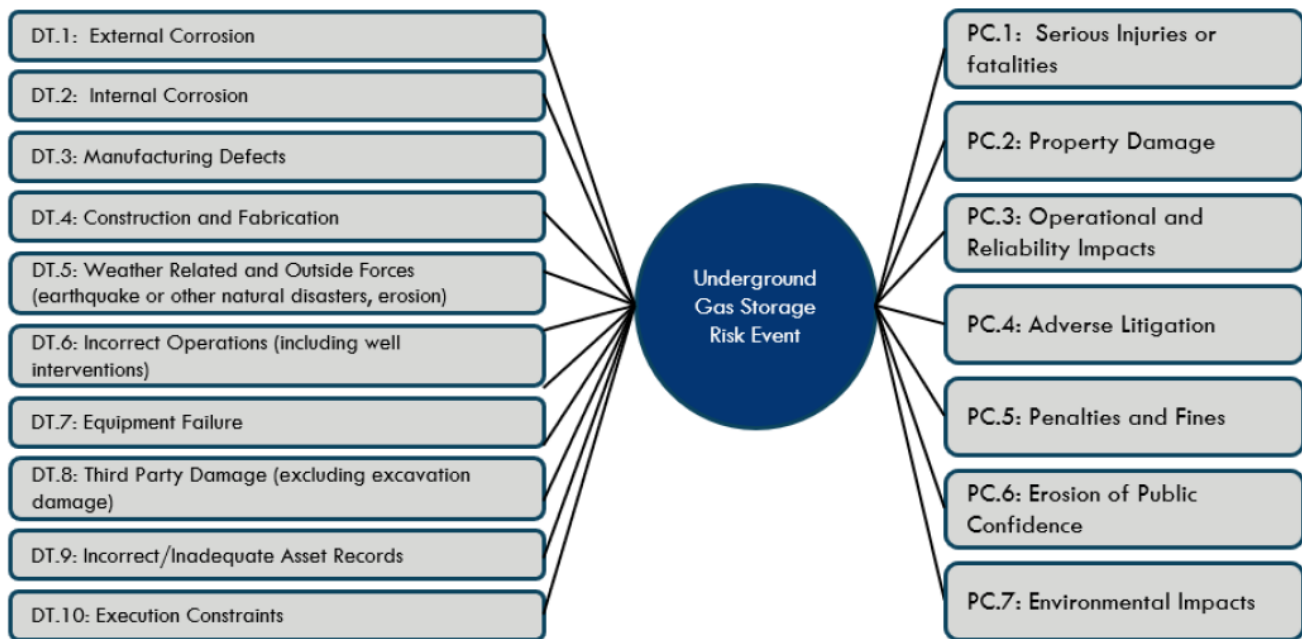 DT.1: External Corrosion
DT.2: Internal Corrosion
DT.3: Manufacturing Defects
DT.4: Construction and Fabrication
DT.5: Weather Related and Outside Forces
(earthquake or other natural disasters, erosion)
DT.6: Incorrect Operations (including well
interventions)
DT.7: Equipment Failure
DT.8: Third Party Damage (excluding excavation
damage)
DT.9: Incorrect/Inadequate Asset Records
DT.10: Execution Constraints
Underground
Gas Storage
Risk Event
PC.1: Serious Injuries or
fatalities
PC.2: Property Damage
PC.3: Operational and
Reliability Impacts
PC.4: Adverse Litigation
PC.5: Penalties and Fines
PC.6: Erosion of Public
Confidence
PC.7: Environmental Impacts